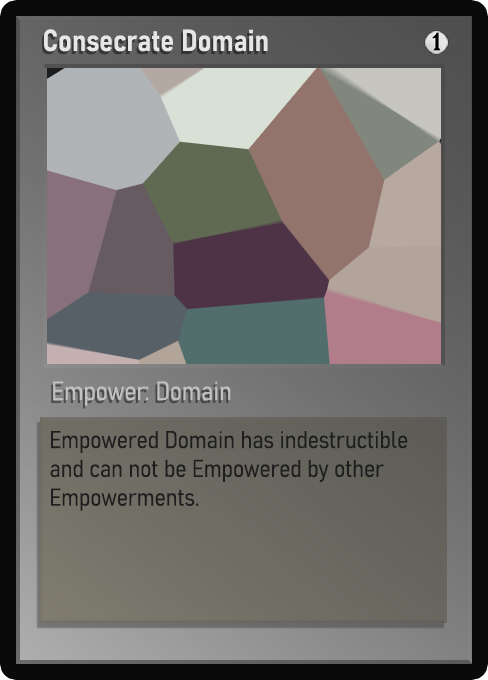 Consecrate Domain 1
Empower: Domain
Empowered Domain has indestructible
and can not be Empowered by other
Empowerments.